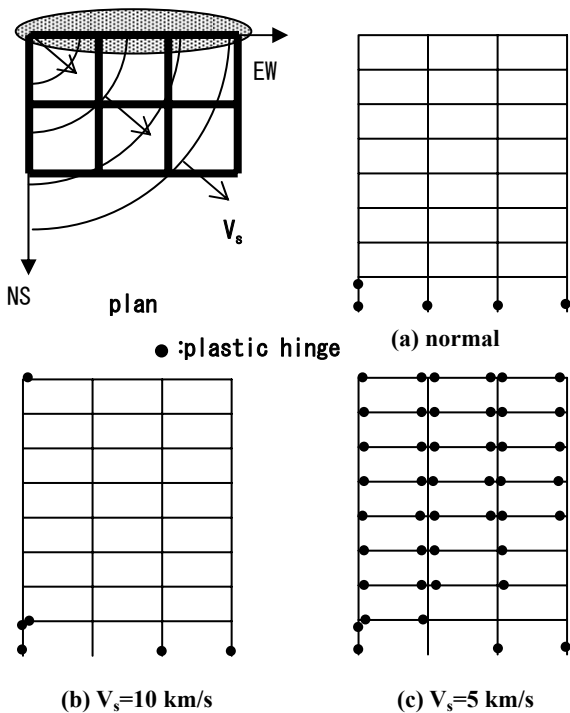 EW
Vs
NS
plan
● :plastic hinge
(a) normal
(b) Vs=10 km/s
(c) Vs=5 km/s